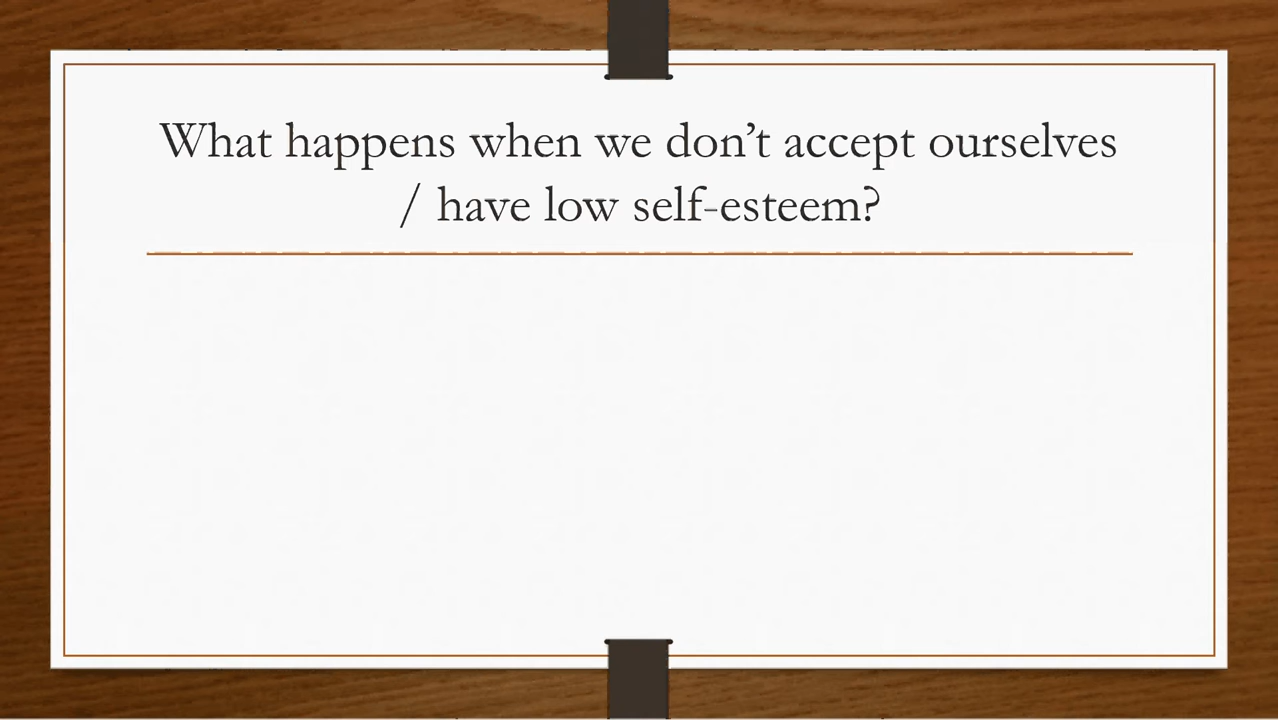 What happens when we don’t accept ourselves
/ have low self-esteem?